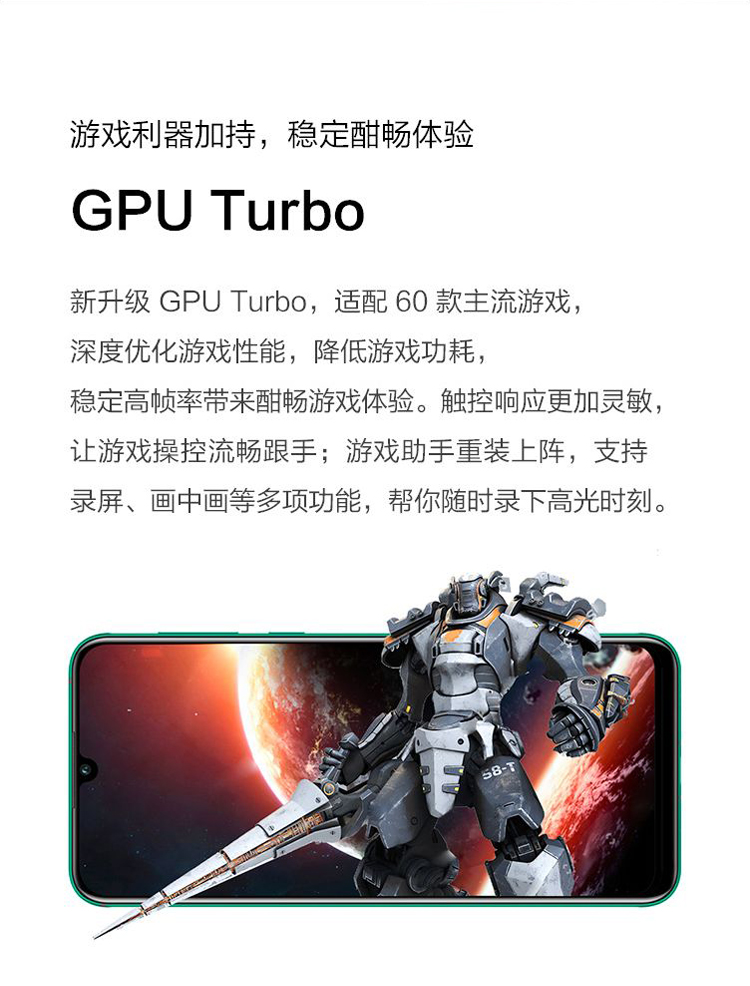 游戏利器加持，稳定酣畅体验
GPU Turbo
新升级 GPU Turbo，适配 60 款主流游戏，
深度优化游戏性能，降低游戏功耗，
稳定高帧率带来酣畅游戏体验。触控响应更加灵敏，
让游戏操控流畅跟手；游戏助手重装上阵，支持
录屏、画中画等多项功能，帮你随时录下高光时刻。
58-T